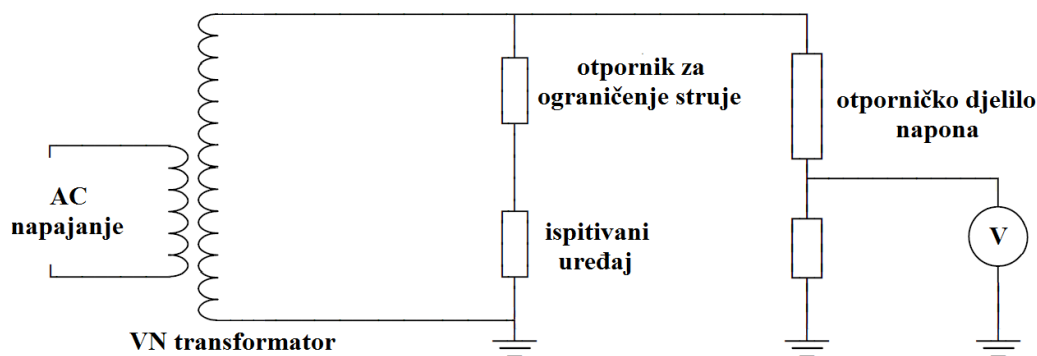 AC
napajanje
VN transformator
otpornik za
ograničenje struje
ispitivani
uređaj
otporničko djelilo
napona
V